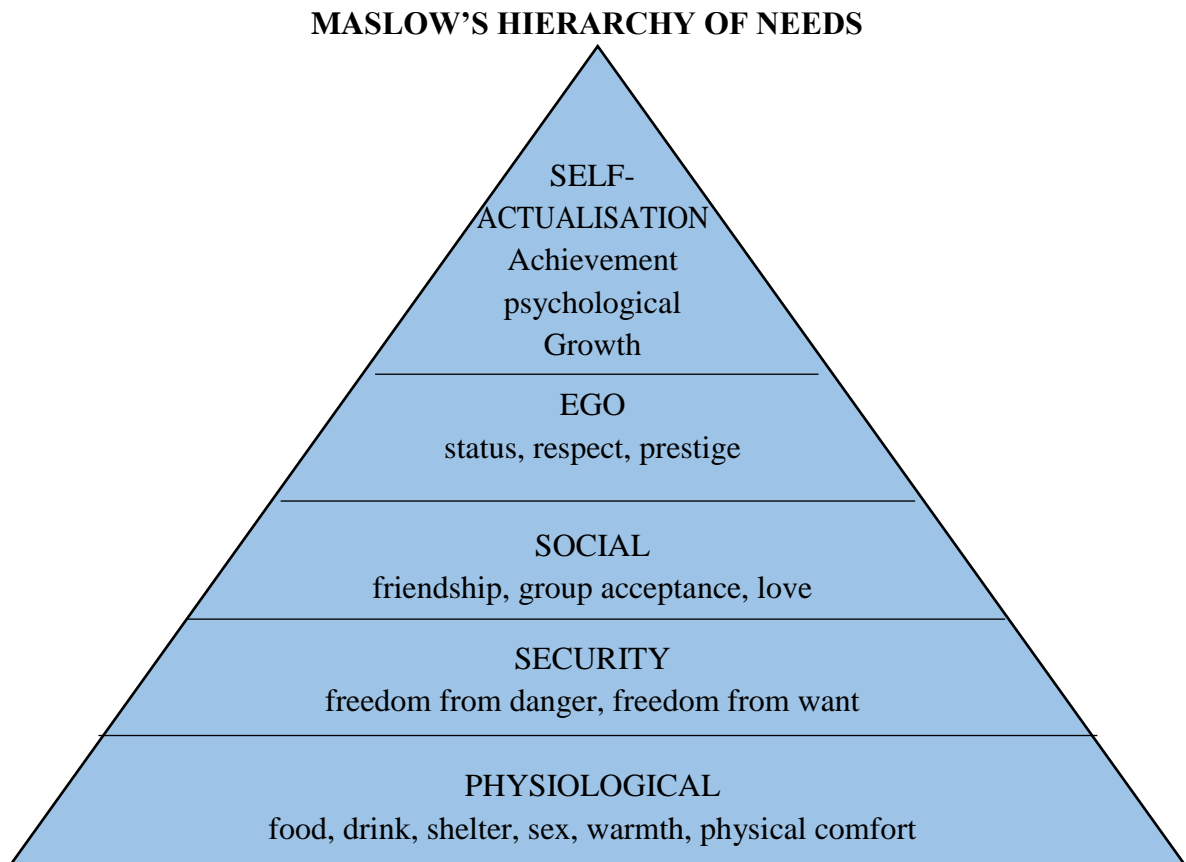 MASLOW’S HIERARCHY OF NEEDS
SELF-
ACTUALISATION
Achievement
psychological
Growth
EGO
status, respect, prestige
SOCIAL
friendship, group acceptance, love
SECURITY
freedom from danger, freedom from want
PHYSIOLOGICAL
food, drink, shelter, sex, warmth, physical comfort